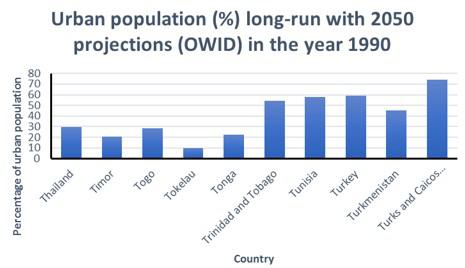 Urban population (%) long-run with 2050
projections (OWID) in the year 1990
Percentage of urban population
80
70
60
50
40
30
20
10
0
Thailand
Timor
Togo
Tokelau
Tonga
Trinidad and Tobago
Tunisia
Turkey
Turkmenistan
Turks and Caicos...
Country